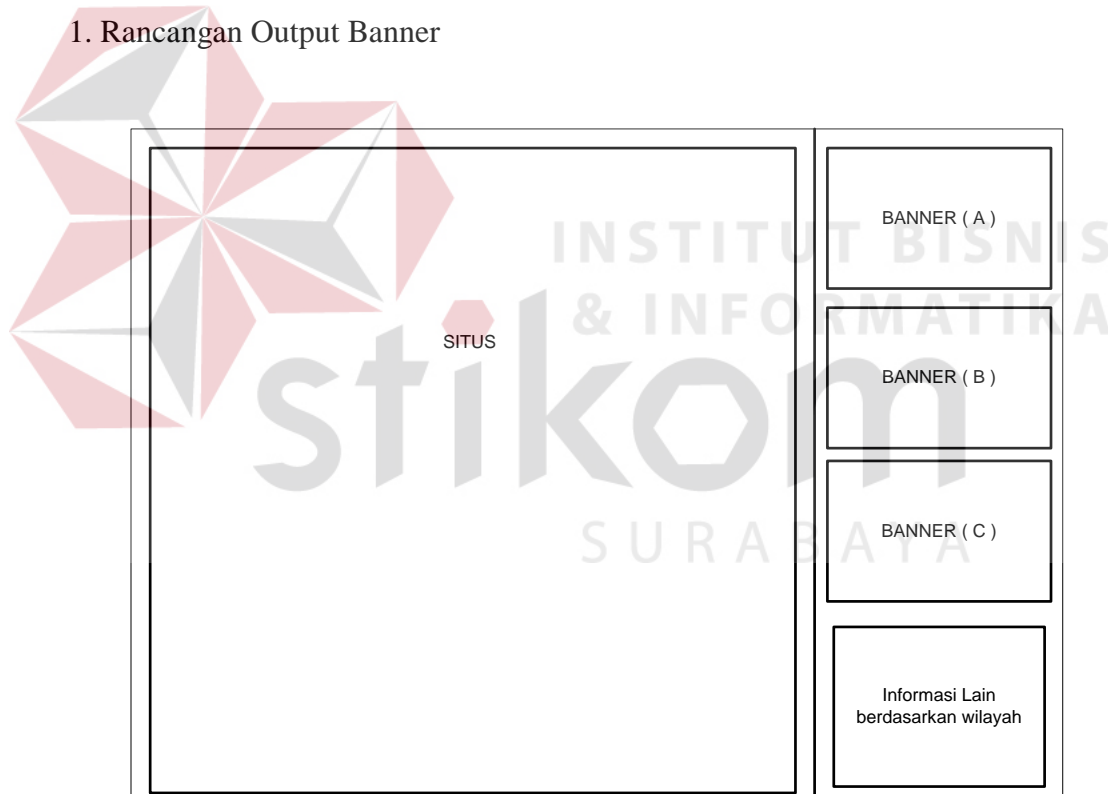 1. Rancangan Output Banner
INSTITUT BISNIS
& INFORMATIKA
stikom
SURABAYA
SITUS
BANNER ( A )
BANNER ( B )
BANNER ( C )
Informasi Lain
berdasarkan wilayah